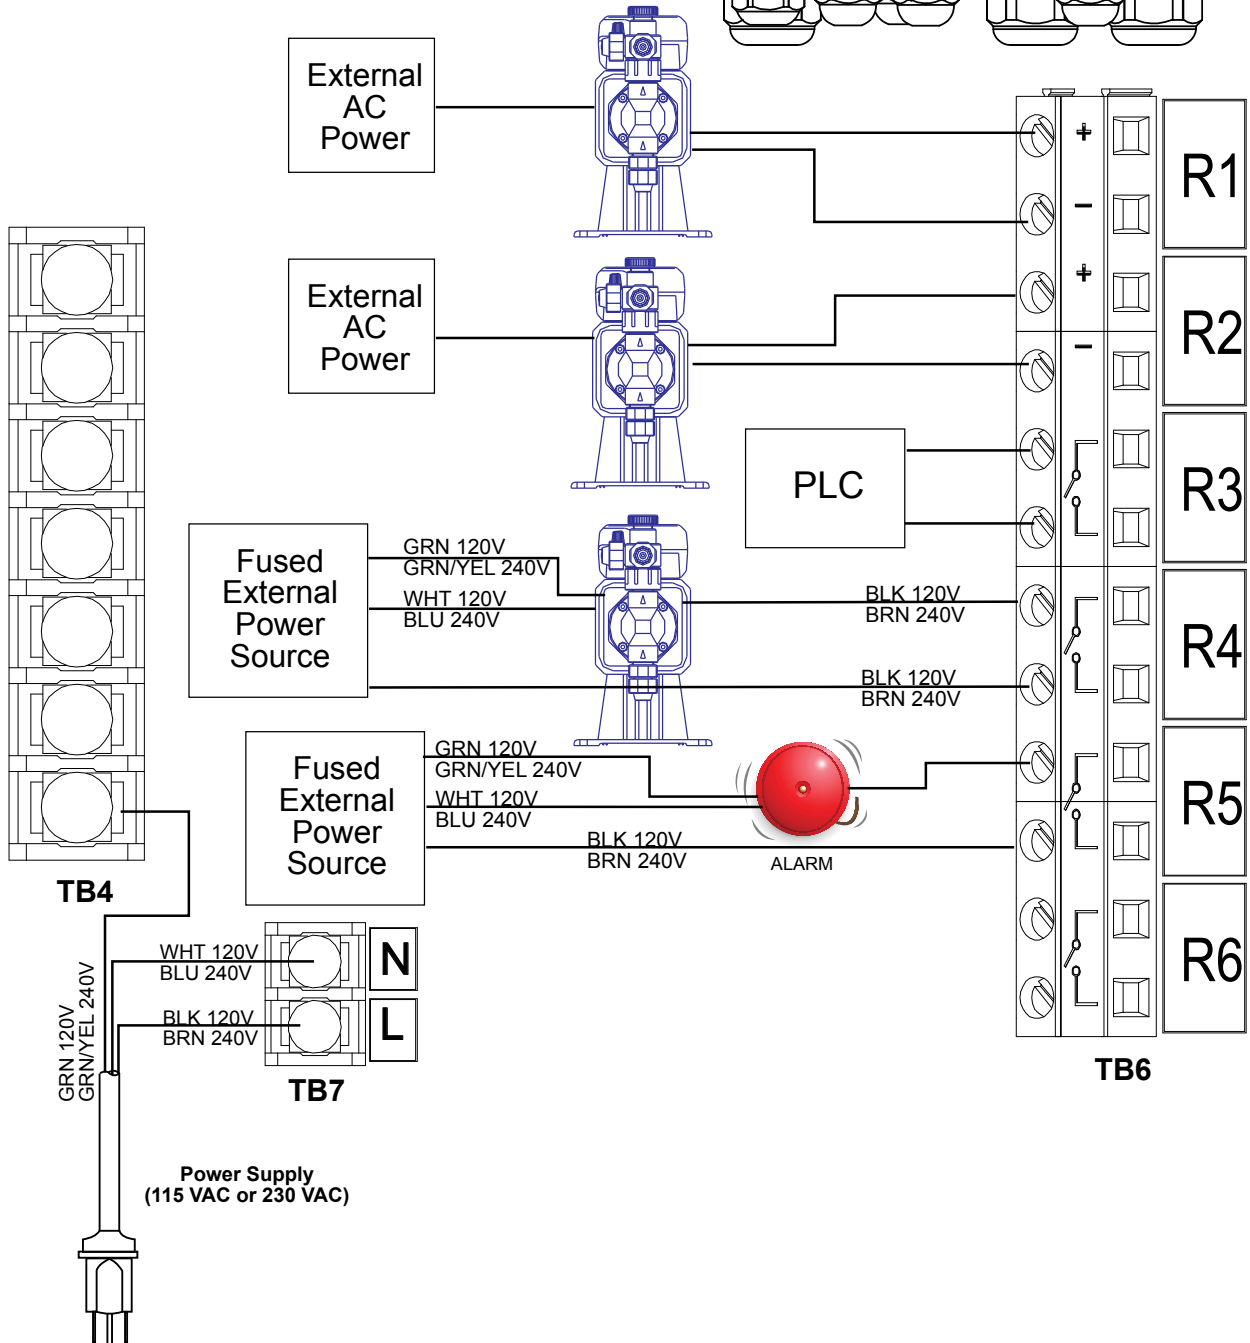 External
AC
Power
+
−
R1
External
AC
Power
+
−
R2
PLC
R3
Fused
External
Power
Source
GRN 120V
GRN/YEL 240V
WHT 120V
BLU 240V
BLK 120V
BRN 240V
BLK 120V
BRN 240V
R4
Fused
External
Power
Source
GRN 120V
GRN/YEL 240V
WHT 120V
BLU 240V
BLK 120V
BRN 240V
ALARM
R5
R6
TB6
TB4
WHT 120V
BLU 240V
N
BLK 120V
BRN 240V
L
TB7
GRN 120V
GRN/YEL 240V
Power Supply
(115 VAC or 230 VAC)